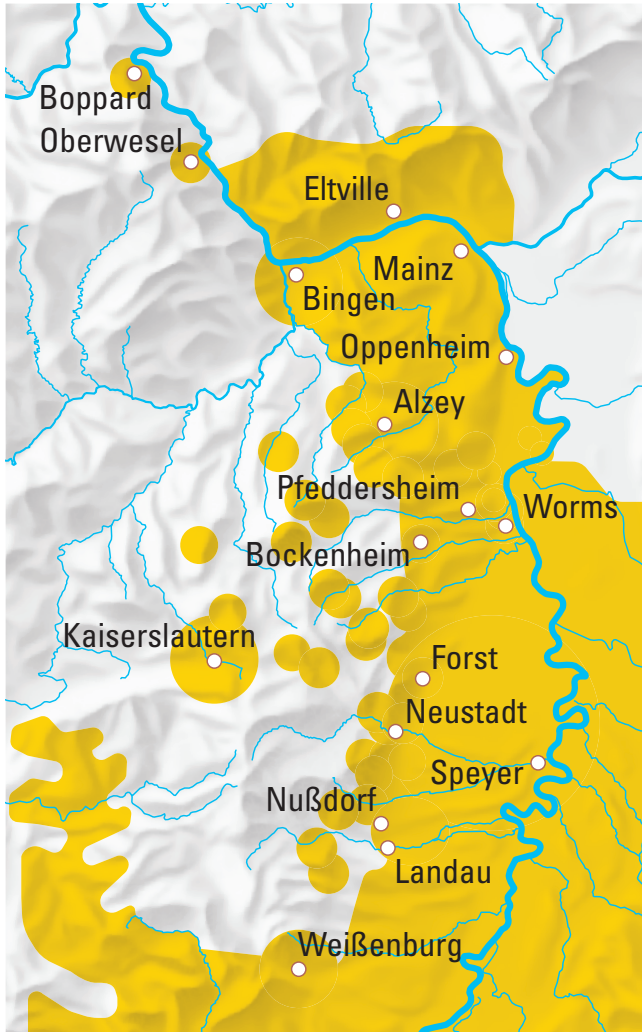 Boppard
Oberwesel
Eltville
Mainz
Bingen
Oppenheim
Alzey
Pfeddersheim
Worms
Bockenheim
Kaiserslautern
Forst
Neustadt
Speyer
Nußdorf
Landau
Weißenburg